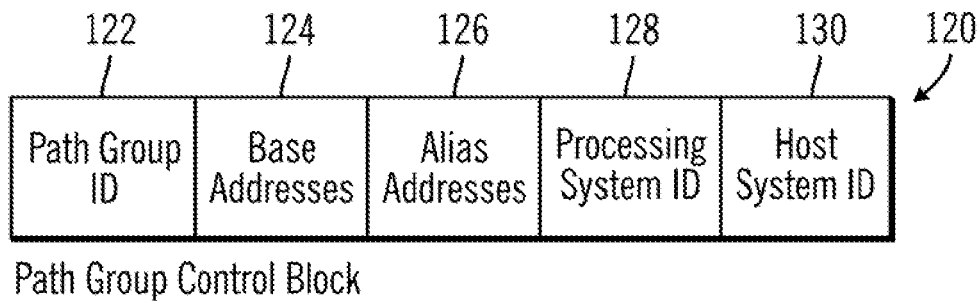 122 124 126 128 130 120
Path Group Base Alias Processing Host
ID Addresses Addresses System ID System ID
Path Group Control Block